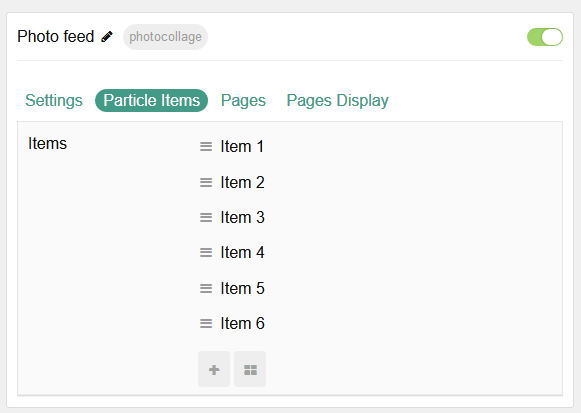 Photo feed photocollage
Settings Particle Items Pages Pages Display
Items
Item 1
Item 2
Item 3
Item 4
Item 5
Item 6